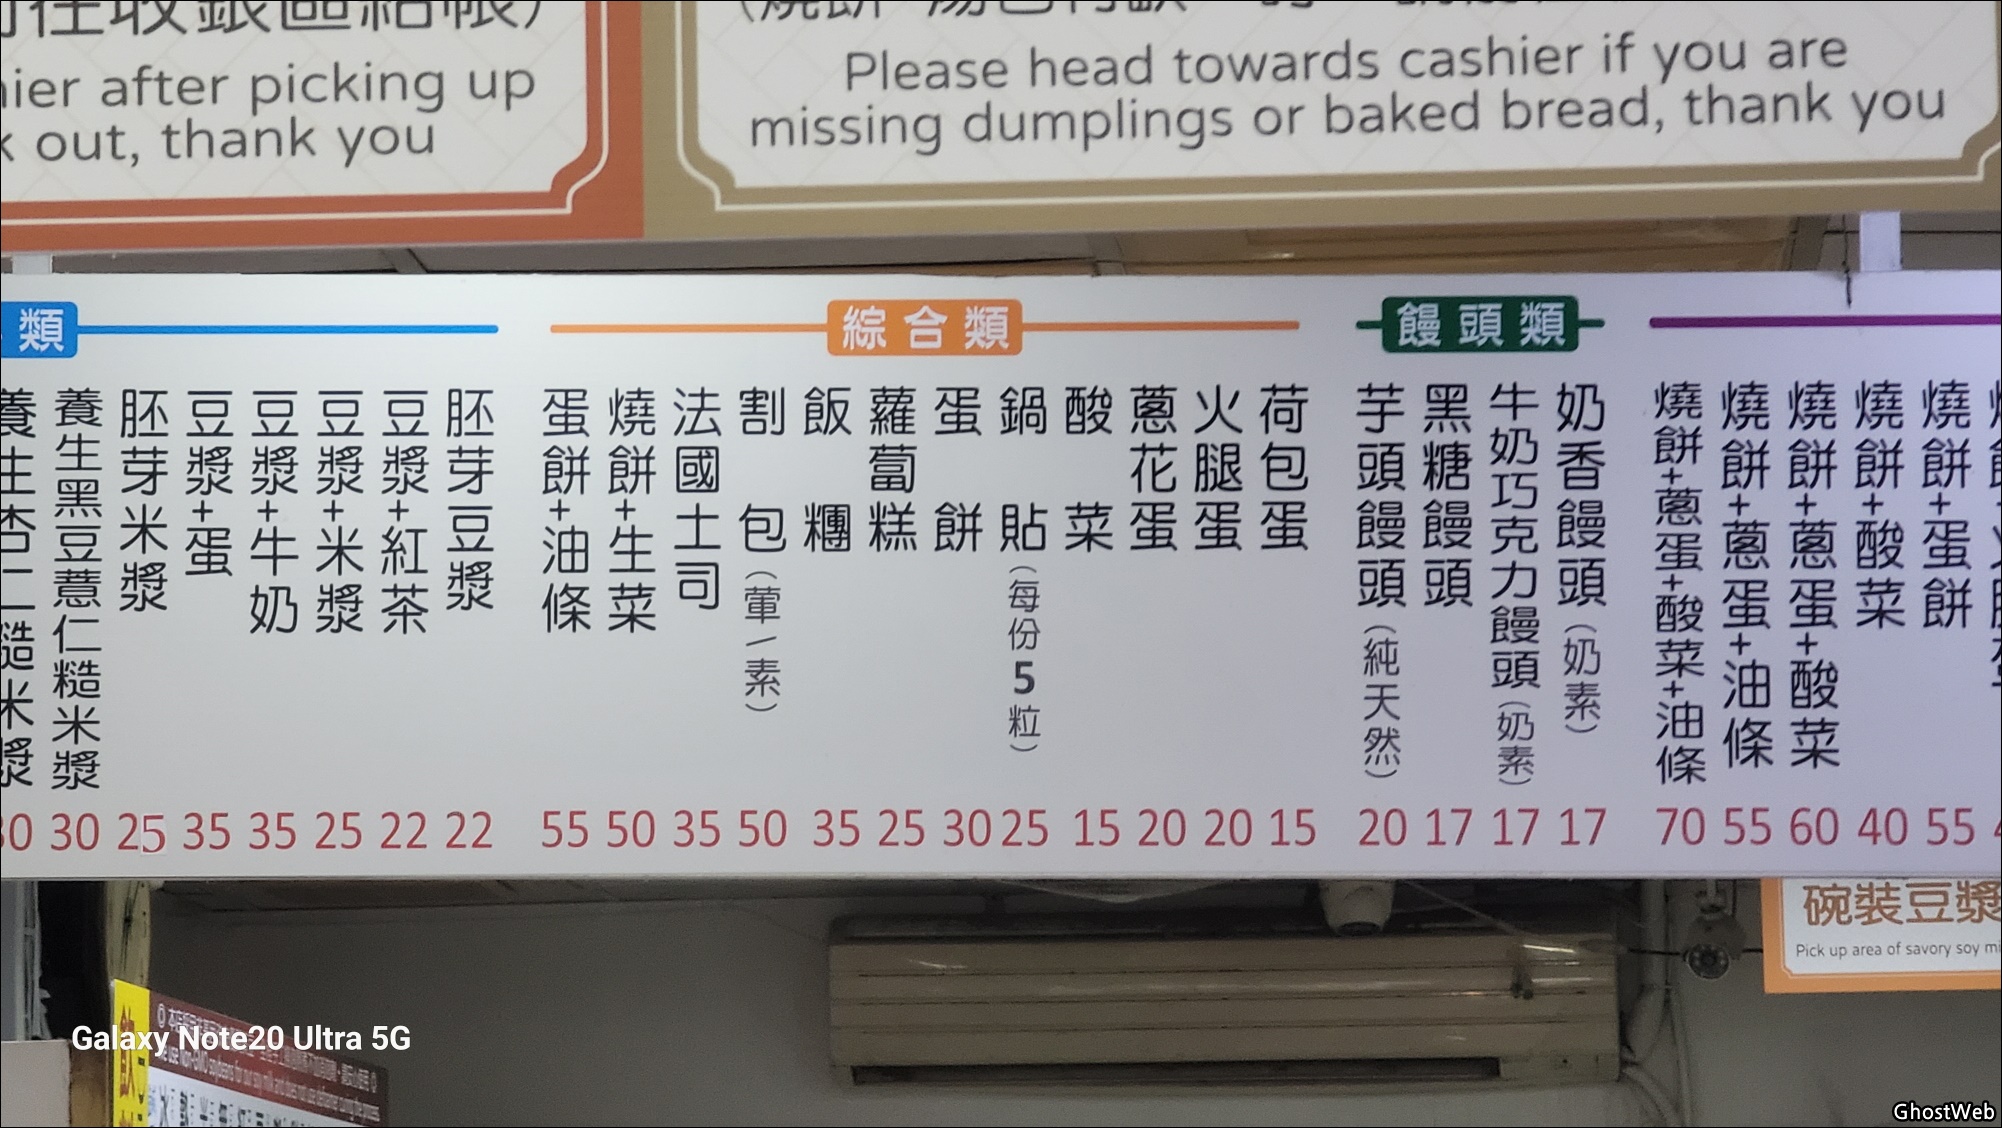 hier after picking up
out, thank you
Please head towards cashier if you are
missing dumplings or baked bread, thank you
類
綜合類
饅頭類
養生杏仁糙米漿 30
養生黑豆薏仁糙米漿 30
胚芽米漿 25
豆漿+蛋 35
豆漿+牛奶 35
豆漿+米漿 25
豆漿+紅茶 22
胚芽豆漿 22
蛋餅+油條 55
燒餅+生菜 50
法國土司 35
割包(葷/素) 50
飯糰 35
蘿蔔糕 25
蛋餅 30
鍋貼(每份5粒) 25
酸菜 15
蔥花蛋 20
火腿蛋 20
荷包蛋 15
芋頭饅頭(純天然) 20
黑糖饅頭 17
牛奶巧克力饅頭(奶素) 17
奶香饅頭(奶素) 17
燒餅+蔥蛋+酸菜+油條 70
燒餅+蔥蛋+油條 55
燒餅+蔥蛋+酸菜 60
燒餅+酸菜 40
燒餅+蛋餅 55
碗裝豆漿
Pick up area of savory soy mi
Galaxy Note20 Ultra 5G
GhostWeb